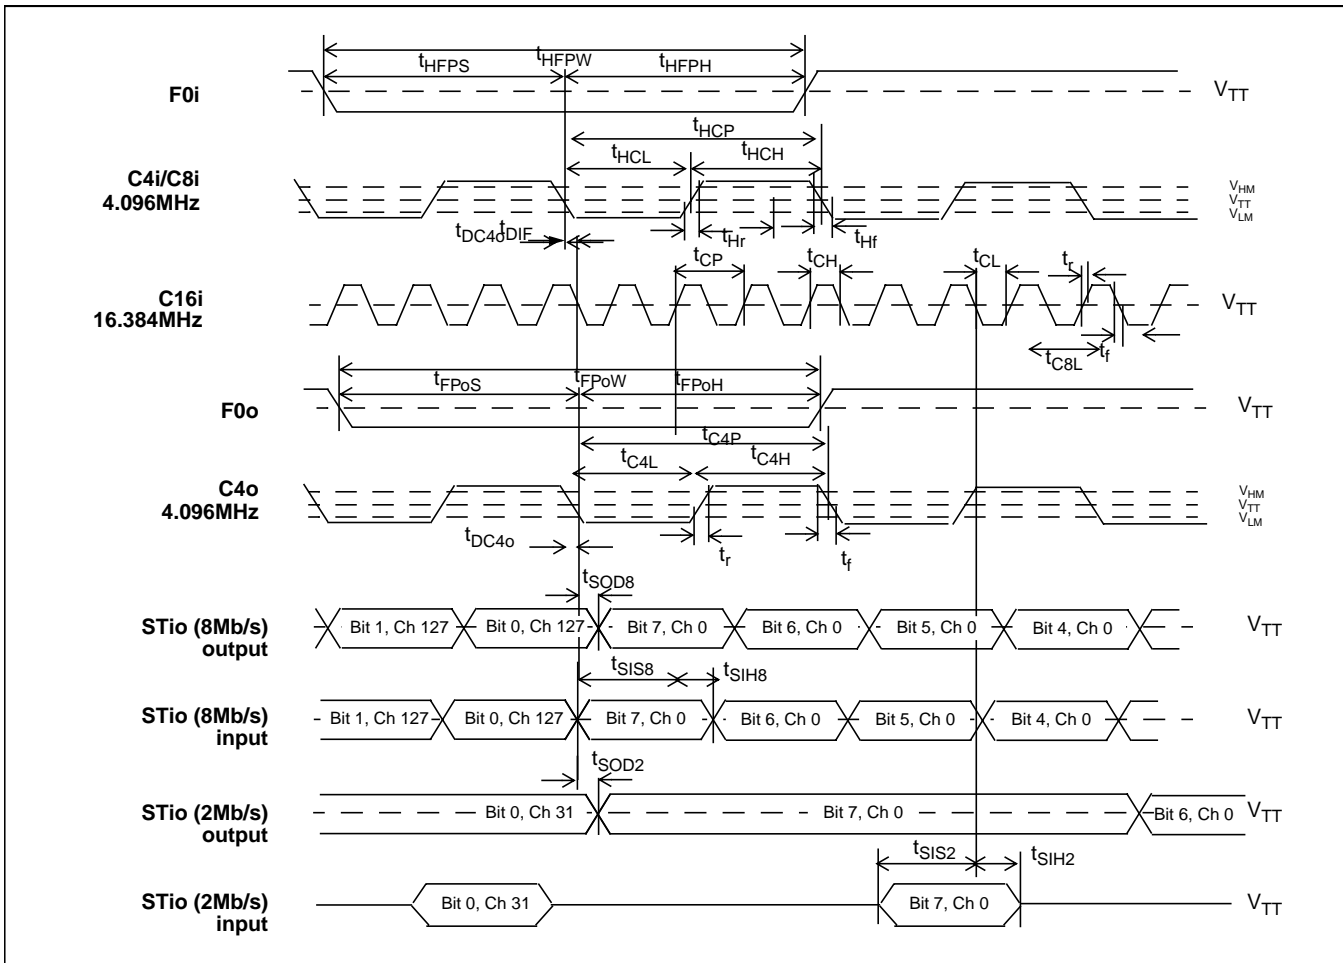 tHFPW
tHFPS
tHFPH
F0i
VTT
tHCP
tHCL
tHCH
C4i/C8i
4.096MHz
VHM
VTT
VLM
tDC4o
tDIF
tHr
tHf
tCP
tCH
tCL
tr
C16i
16.384MHz
VTT
tC8L
tf
tFPoW
tFPoS
tFPoH
F0o
VTT
tC4P
tC4L
tC4H
C4o
4.096MHz
VHM
VTT
VLM
tDC4o
tr
tf
tSOD8
STio (8Mb/s)
output
Bit 1, Ch 127
Bit 0, Ch 127
Bit 7, Ch 0
Bit 6, Ch 0
Bit 5, Ch 0
Bit 4, Ch 0
VTT
tSIS8
tSIH8
STio (8Mb/s)
input
Bit 1, Ch 127
Bit 0, Ch 127
Bit 7, Ch 0
Bit 6, Ch 0
Bit 5, Ch 0
Bit 4, Ch 0
VTT
tSOD2
STio (2Mb/s)
output
Bit 0, Ch 31
Bit 7, Ch 0
Bit 6, Ch 0
VTT
tSIS2
tSIH2
STio (2Mb/s)
input
Bit 0, Ch 31
Bit 7, Ch 0
VTT